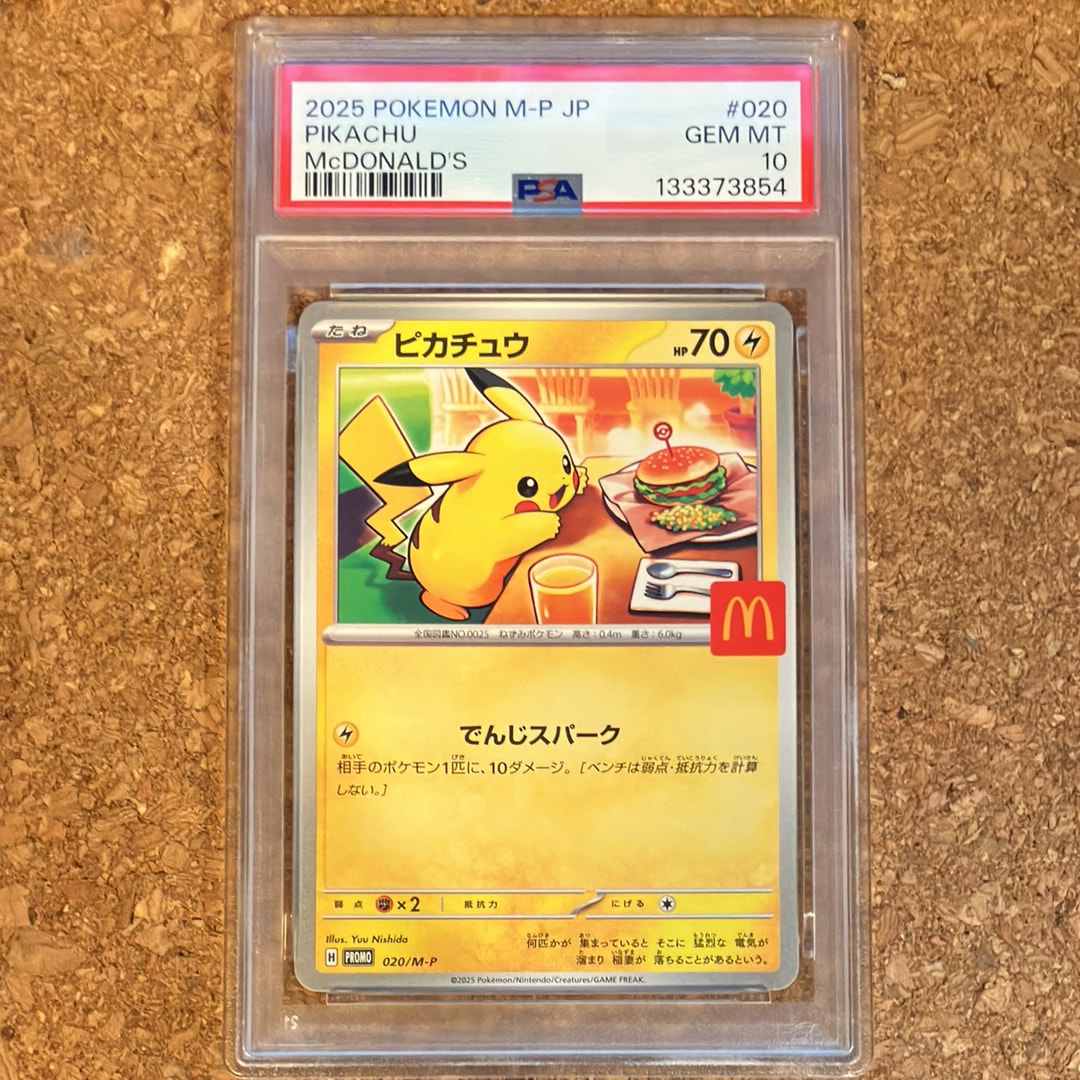 2025 POKEMON M-P JP #020
PIKACHU GEM MT
McDONALD'S 10
PSA 133373854
たね ピカチュウ HP70
全国図鑑NO.0025 ねずみポケモン 高さ:0.4m 重さ:6.0kg
M
でんじスパーク
相手のポケモン1匹に、10ダメージ。[ベンチは弱点・抵抗力を計算
しない。]
弱点 ×2 抵抗力 にげる
Illus. Yuu Nishida
何匹かが 集まっていると そこに 猛烈な 電気が
溜まり 稲妻が 落ちることがあるという。
H PROMO 020/M-P
©2025 Pokémon/Nintendo/Creatures/GAME FREAK.